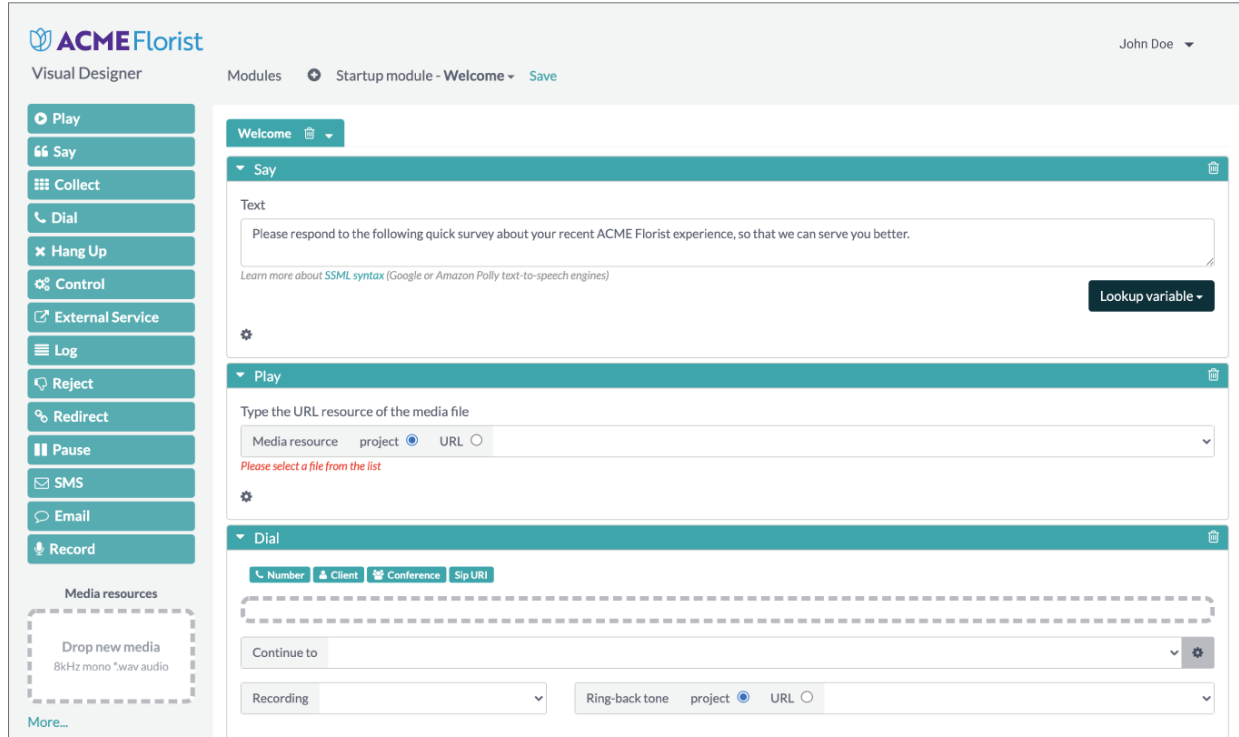 ACME Florist
John Doe
Visual Designer
Modules Startup module - Welcome Save
Play
Say
Collect
Dial
Hang Up
Control
External Service
Log
Reject
Redirect
Pause
SMS
Email
Record
Media resources
Drop new media
8kHz mono *.wav audio
More...
Welcome
Say
Text
Please respond to the following quick survey about your recent ACME Florist experience, so that we can serve you better.
Learn more about SSML syntax (Google or Amazon Polly text-to-speech engines)
Lookup variable
Play
Type the URL resource of the media file
Media resource project URL
Please select a file from the list
Dial
Number Client Conference Sip URI
Continue to
Recording Ring-back tone project URL